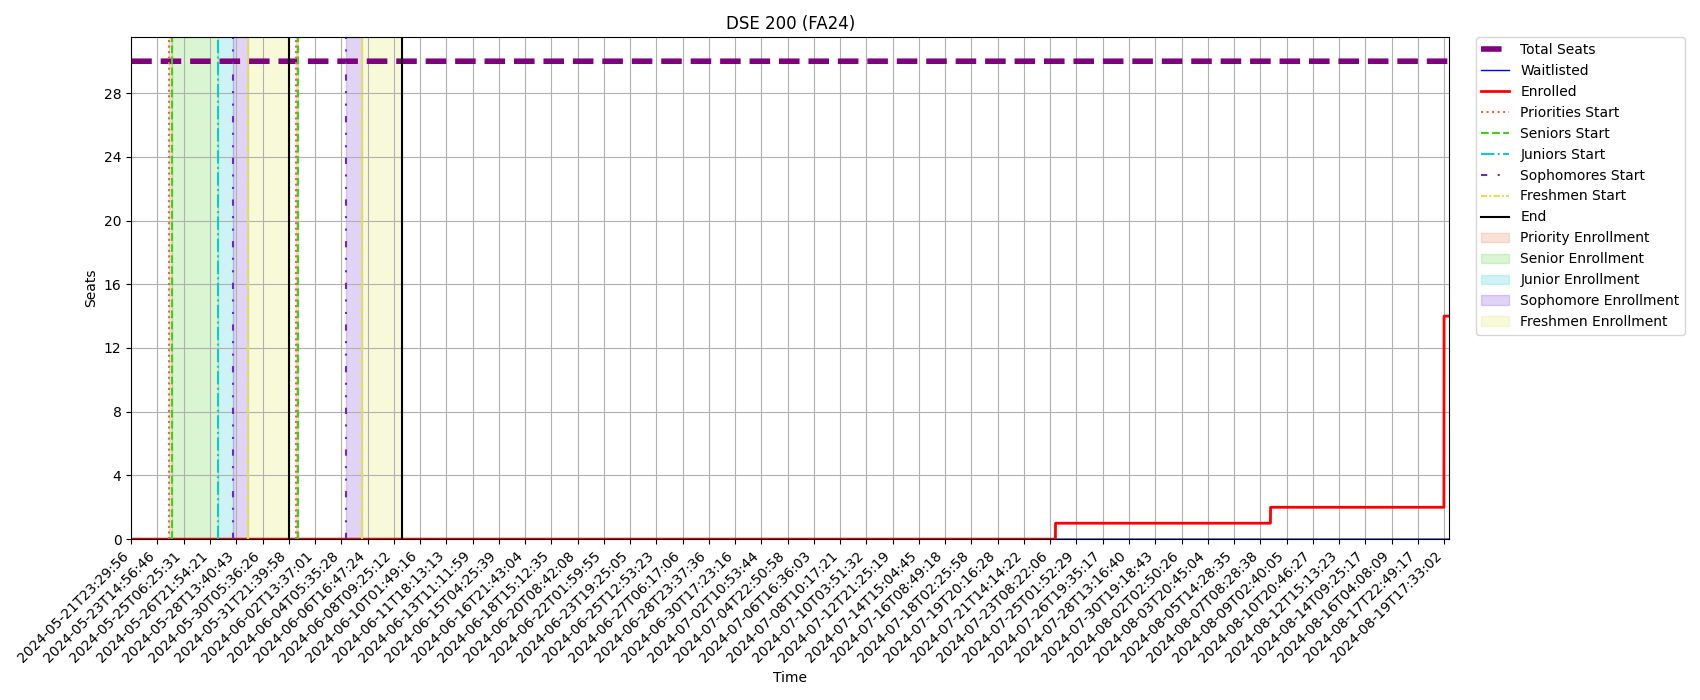 DSE 200 (FA24)
Total Seats
Waitlisted
Enrolled
Priorities Start
Seniors Start
Juniors Start
Sophomores Start
Freshmen Start
End
Priority Enrollment
Senior Enrollment
Junior Enrollment
Sophomore Enrollment
Freshmen Enrollment
Seats
28
24
20
16
12
8
4
0
2024-05-21T23:29:56
2024-05-23T14:56:46
2024-05-25T06:25:31
2024-05-26T21:54:21
2024-05-28T13:40:43
2024-05-30T05:36:26
2024-05-31T21:39:58
2024-06-02T13:37:01
2024-06-04T05:35:28
2024-06-06T16:47:24
2024-06-08T09:25:12
2024-06-10T01:49:16
2024-06-11T18:13:13
2024-06-13T11:11:59
2024-06-15T04:25:39
2024-06-16T21:43:04
2024-06-18T15:12:35
2024-06-20T08:42:08
2024-06-22T01:59:55
2024-06-23T19:25:05
2024-06-25T12:53:23
2024-06-27T06:17:06
2024-06-28T23:37:36
2024-06-30T17:23:16
2024-07-02T10:53:44
2024-07-04T22:50:58
2024-07-06T16:36:03
2024-07-08T10:17:21
2024-07-10T03:51:32
2024-07-12T21:25:19
2024-07-14T15:04:45
2024-07-16T08:49:18
2024-07-18T02:25:58
2024-07-19T20:16:28
2024-07-21T14:14:22
2024-07-23T08:22:06
2024-07-25T01:52:29
2024-07-26T19:35:17
2024-07-28T13:16:40
2024-07-30T19:18:43
2024-08-02T02:50:26
2024-08-03T20:45:04
2024-08-05T14:28:35
2024-08-07T08:28:38
2024-08-09T02:40:05
2024-08-10T20:46:27
2024-08-12T15:13:23
2024-08-14T09:25:17
2024-08-16T04:08:09
2024-08-17T22:49:17
2024-08-19T17:33:02
Time